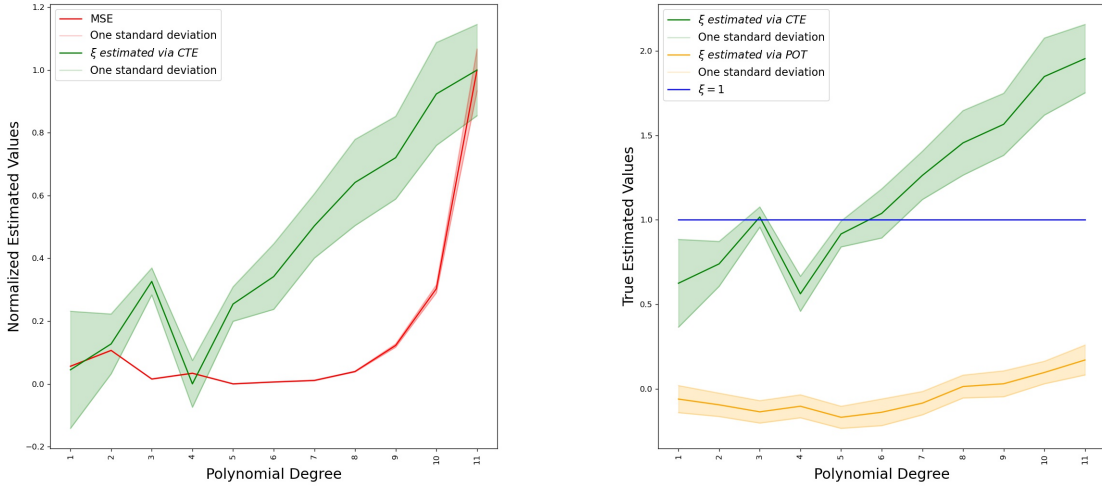 1.2
1.0
0.8
0.6
0.4
0.2
0.0
−0.2
Normalized Estimated Values
MSE
One standard deviation
ξ estimated via CTE
One standard deviation
1 2 3 4 5 6 7 8 9 10 11
Polynomial Degree
2.0
1.5
1.0
0.5
0.0
True Estimated Values
ξ estimated via CTE
One standard deviation
ξ estimated via POT
One standard deviation
ξ = 1
1 2 3 4 5 6 7 8 9 10 11
Polynomial Degree